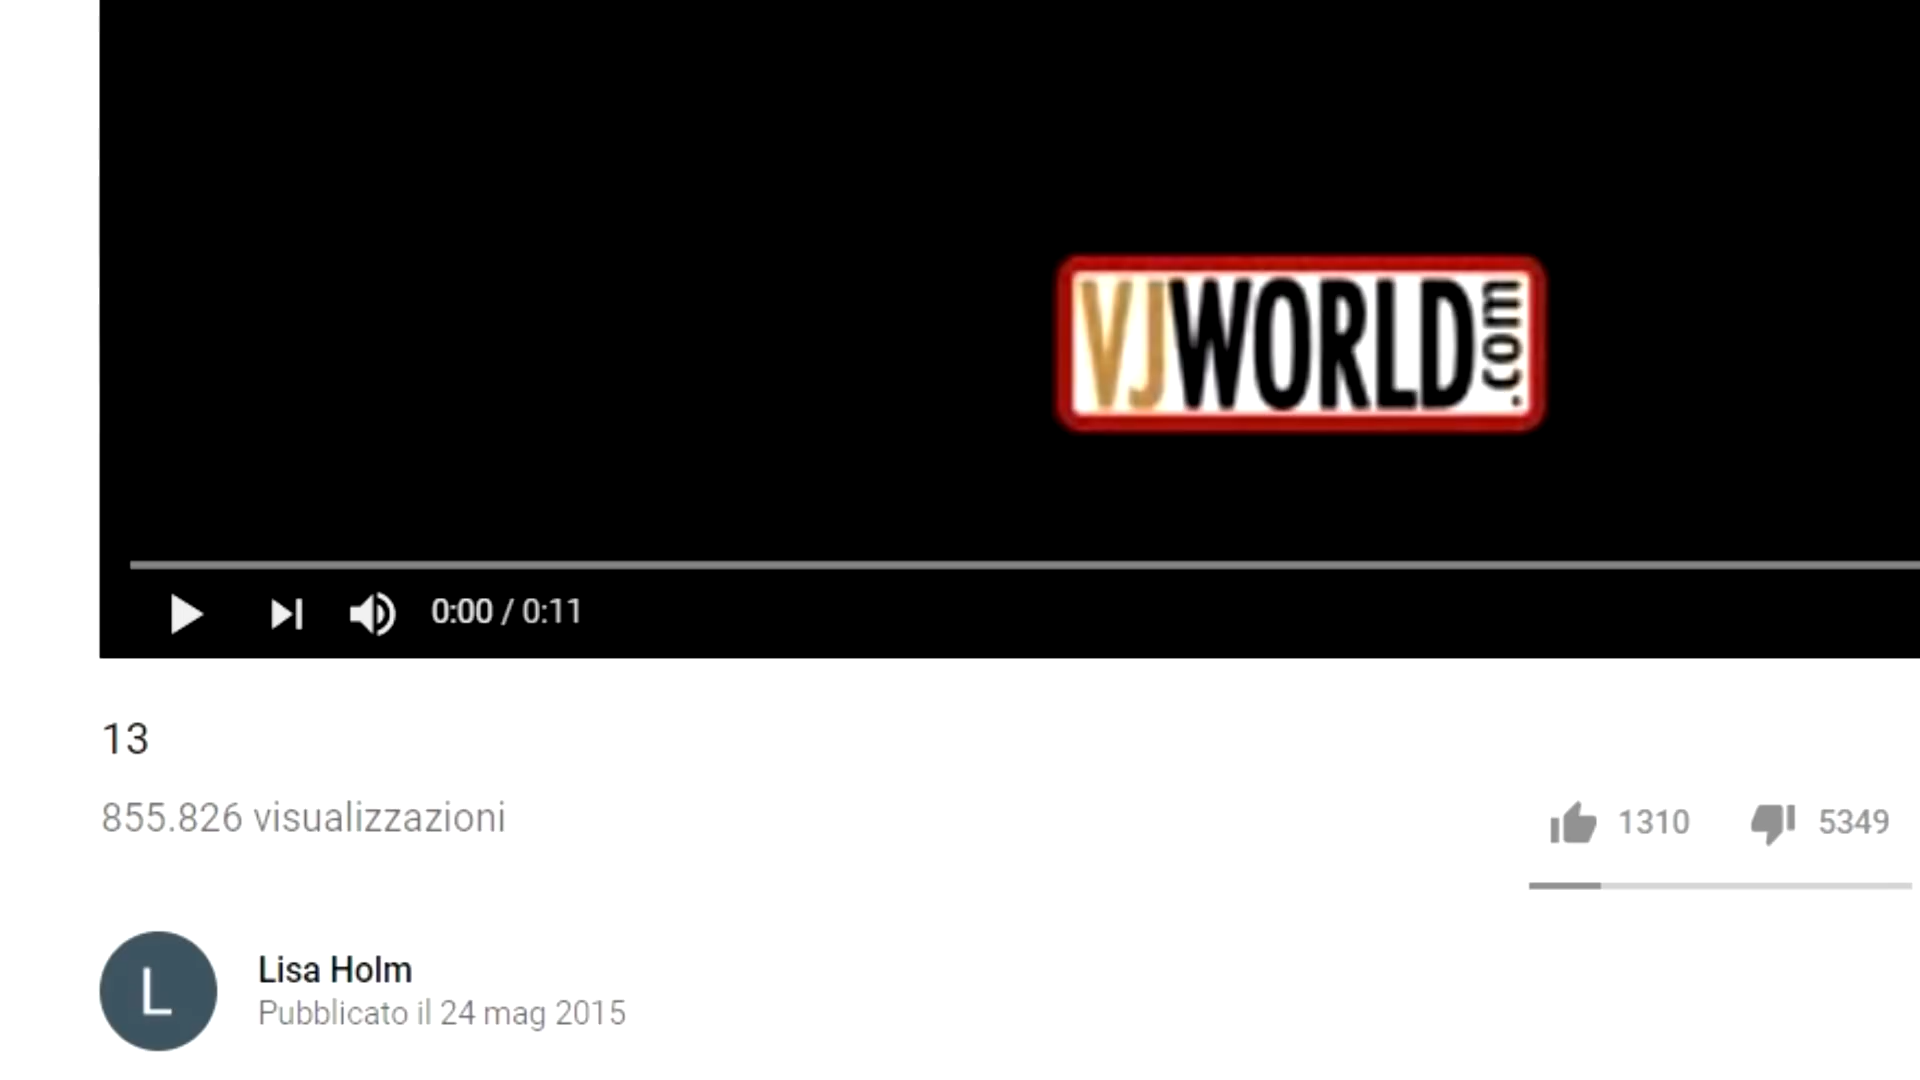 VJWORLD.com
0:00 / 0:11
13
855.826 visualizzazioni
1310 5349
L
Lisa Holm
Pubblicato il 24 mag 2015